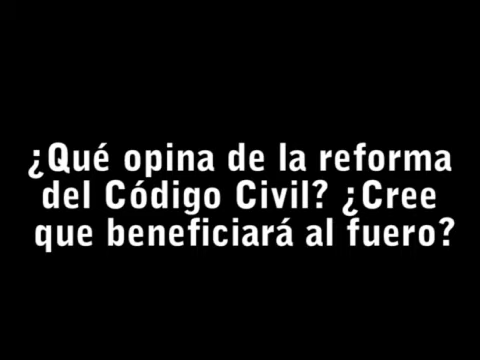 ¿Qué opina de la reforma
del Código Civil? ¿Cree
que beneficiará al fuero?